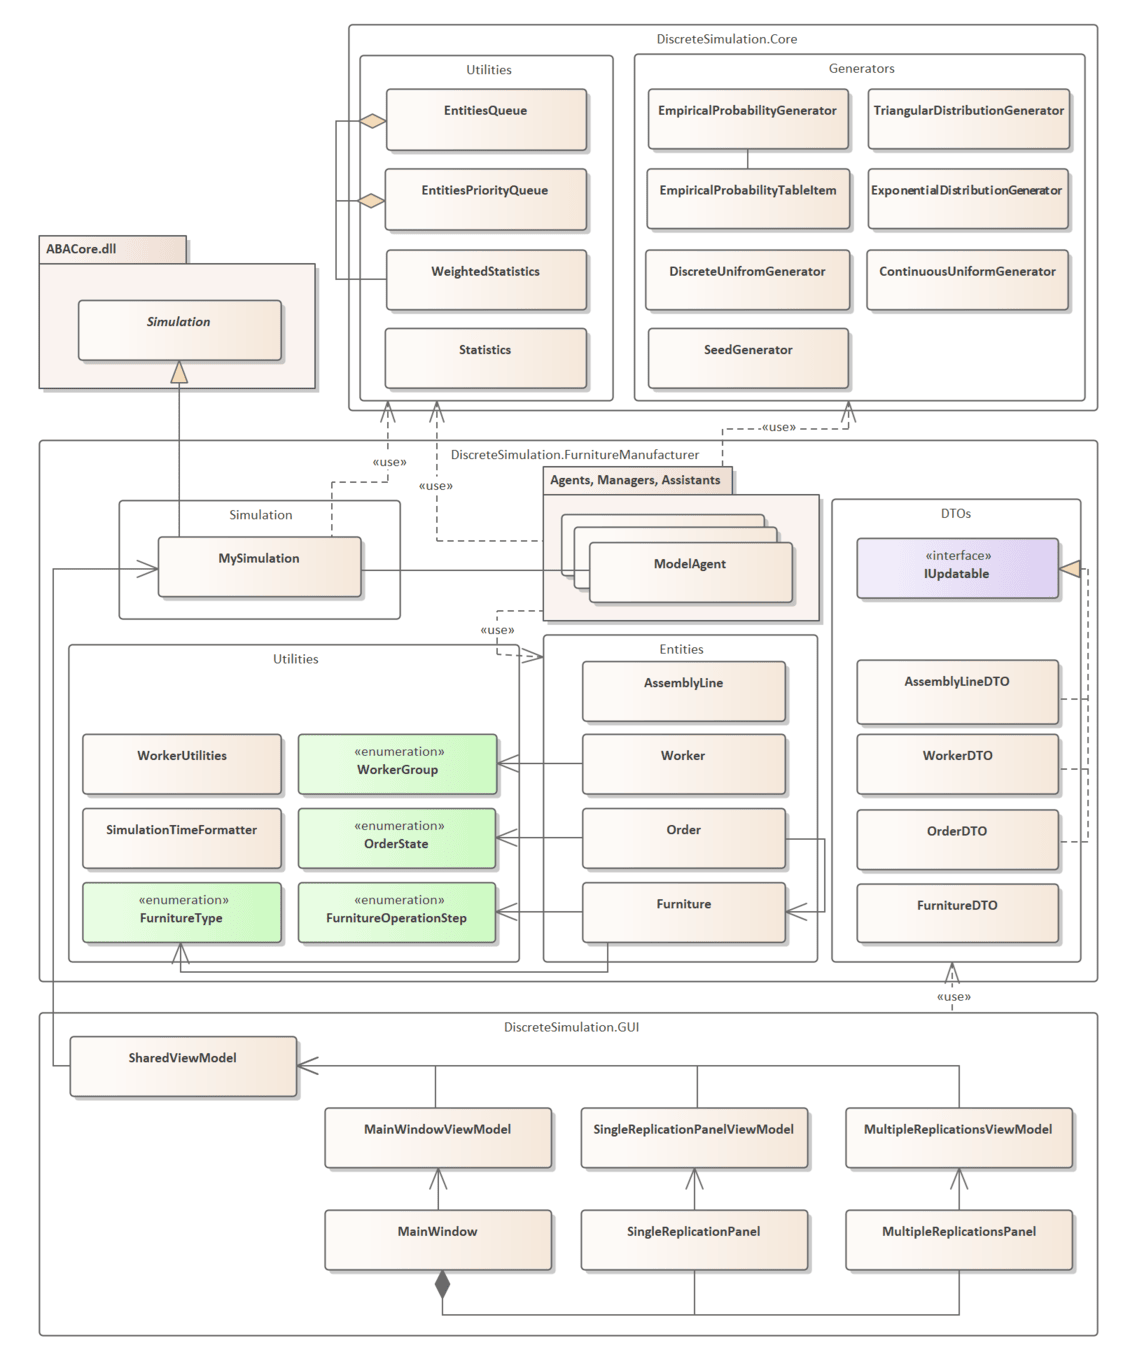 DiscreteSimulation.Core
Utilities
Generators
EntitiesQueue
EmpiricalProbabilityGenerator
TriangularDistributionGenerator
EntitiesPriorityQueue
EmpiricalProbabilityTableItem
ExponentialDistributionGenerator
ABACore.dll
WeightedStatistics
DiscreteUnifromGenerator
ContinuousUniformGenerator
Simulation
Statistics
SeedGenerator
«use»
DiscreteSimulation.FurnitureManufacturer
«use»
«use»
Agents, Managers, Assistants
Simulation
DTOs
MySimulation
ModelAgent
«interface»
IUpdatable
«use»
Utilities
Entities
AssemblyLine
AssemblyLineDTO
WorkerUtilities
«enumeration»
WorkerGroup
Worker
WorkerDTO
SimulationTimeFormatter
«enumeration»
OrderState
Order
OrderDTO
«enumeration»
FurnitureType
«enumeration»
FurnitureOperationStep
Furniture
FurnitureDTO
«use»
DiscreteSimulation.GUI
SharedViewModel
MainWindowViewModel
SingleReplicationPanelViewModel
MultipleReplicationsViewModel
MainWindow
SingleReplicationPanel
MultipleReplicationsPanel